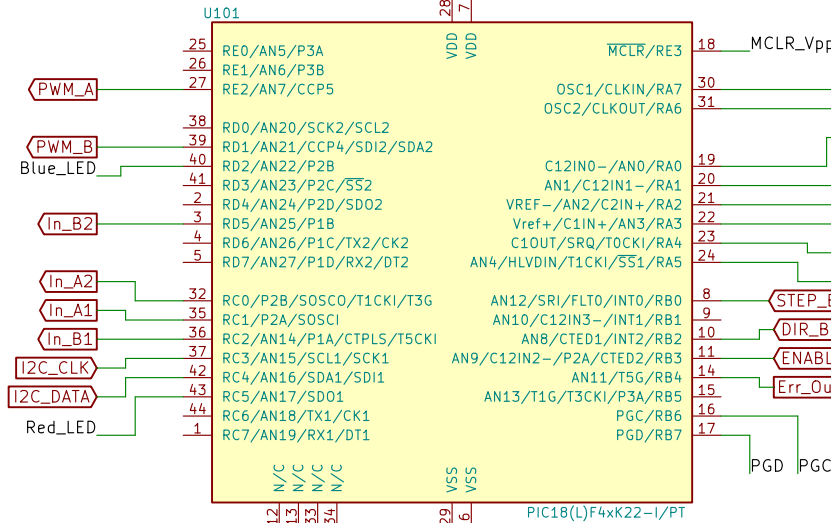 U101
28
7
VDD
VDD
25
RE0/AN5/P3A
MCLR/RE3
18
MCLR_Vpp
26
RE1/AN6/P3B
PWM_A
27
RE2/AN7/CCP5
OSC1/CLKIN/RA7
30
OSC2/CLKOUT/RA6
31
38
RD0/AN20/SCK2/SCL2
PWM_B
39
RD1/AN21/CCP4/SDI2/SDA2
Blue_LED
40
RD2/AN22/P2B
C12IN0-/AN0/RA0
19
41
RD3/AN23/P2C/SS2
AN1/C12IN1-/RA1
20
2
RD4/AN24/P2D/SDO2
VREF-/AN2/C2IN+/RA2
21
In_B2
3
RD5/AN25/P1B
Vref+/C1IN+/AN3/RA3
22
4
RD6/AN26/P1C/TX2/CK2
C1OUT/SRQ/T0CKI/RA4
23
5
RD7/AN27/P1D/RX2/DT2
AN4/HLVDIN/T1CKI/SS1/RA5
24
In_A2
32
RC0/P2B/SOSCO/T1CKI/T3G
AN12/SRI/FLT0/INT0/RB0
8
STEP_B
In_A1
35
RC1/P2A/SOSCI
AN10/C12IN3-/INT1/RB1
9
In_B1
36
RC2/AN14/P1A/CTPLS/T5CKI
AN8/CTED1/INT2/RB2
10
DIR_B
I2C_CLK
37
RC3/AN15/SCL1/SCK1
AN9/C12IN2-/P2A/CTED2/RB3
11
ENABL
I2C_DATA
42
RC4/AN16/SDA1/SDI1
AN11/T5G/RB4
14
Err_Ou
43
RC5/AN17/SDO1
AN13/T1G/T3CKI/P3A/RB5
15
44
RC6/AN18/TX1/CK1
PGC/RB6
16
Red_LED
1
RC7/AN19/RX1/DT1
PGD/RB7
17
PGD
PGC
N/C
N/C
N/C
N/C
VSS
VSS
12
13
33
34
29
6
PIC18(L)F4xK22-I/PT